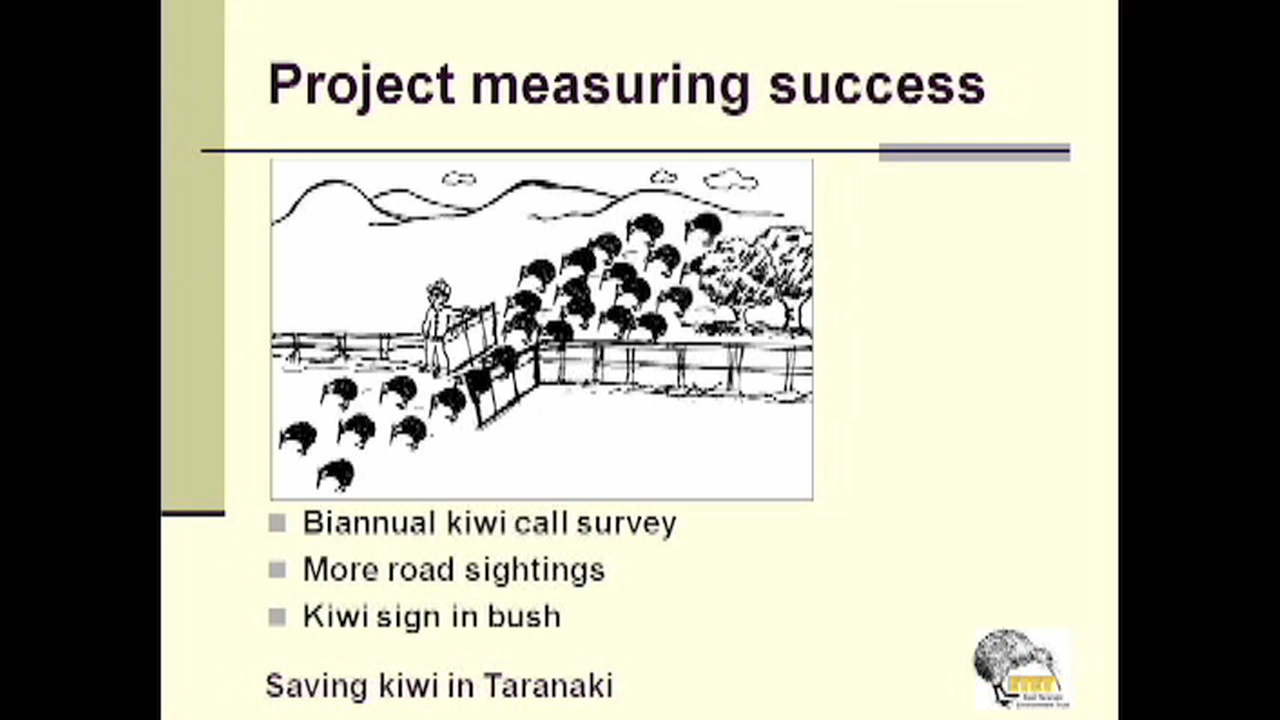 Project measuring success
Biannual kiwi call survey
More road sightings
Kiwi sign in bush
Saving kiwi in Taranaki